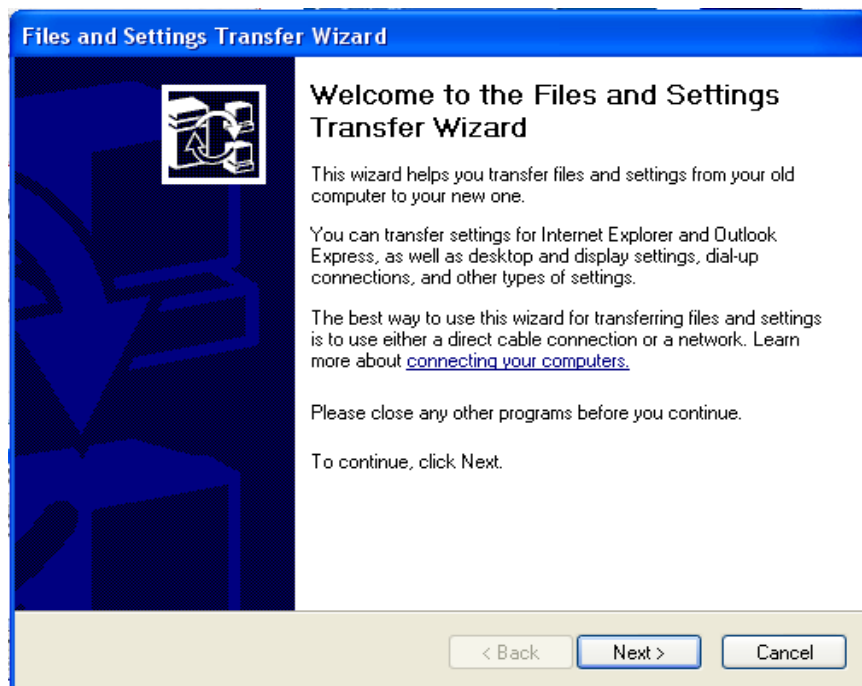 Files and Settings Transfer Wizard
Welcome to the Files and Settings
Transfer Wizard
This wizard helps you transfer files and settings from your old
computer to your new one.
You can transfer settings for Internet Explorer and Outlook
Express, as well as desktop and display settings, dial-up
connections, and other types of settings.
The best way to use this wizard for transferring files and settings
is to use either a direct cable connection or a network. Learn
more about connecting your computers.
Please close any other programs before you continue.
To continue, click Next.
< Back Next > Cancel